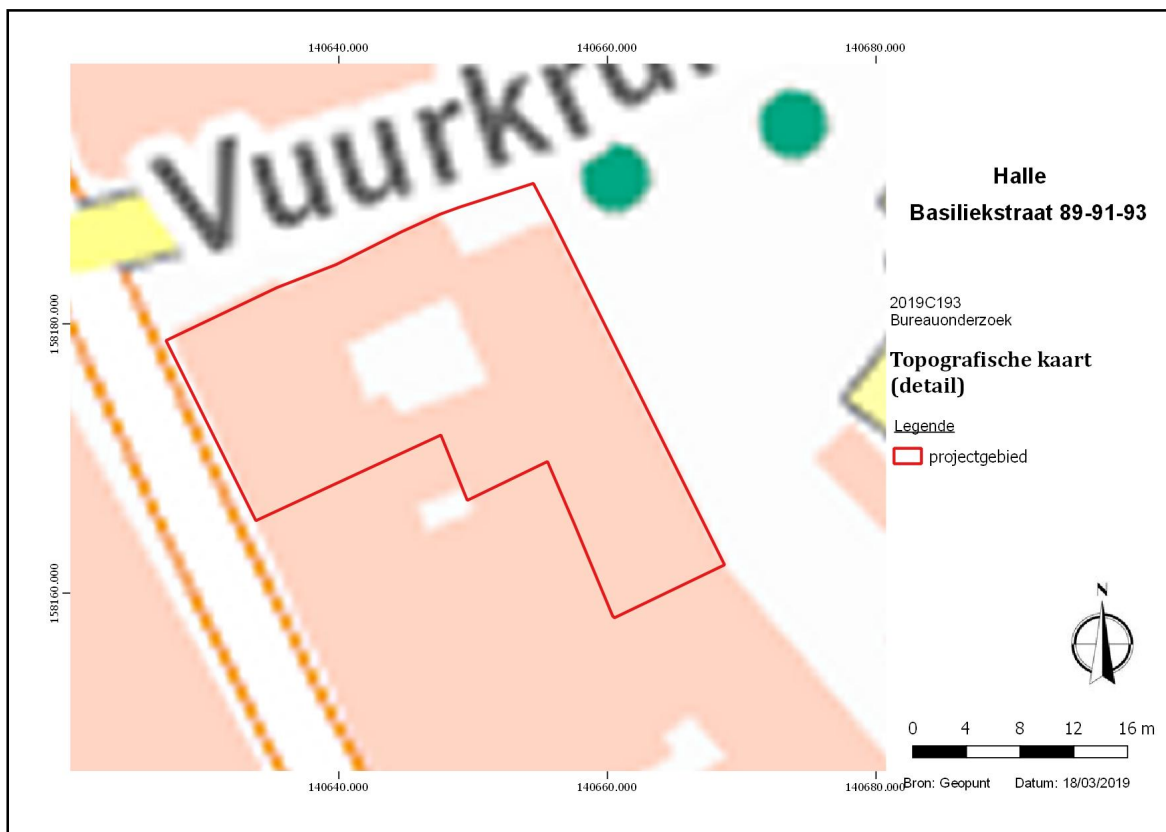 140640.000 140660.000 140680.000
Halle
Basiliekstraat 89-91-93
2019C193
Bureauonderzoek
Topografische kaart
(detail)
Legende
projectgebied
158180.000
158160.000
N
0 4 8 12 16 m
140640.000 140660.000 140680.000
Bron: Geopunt Datum: 18/03/2019